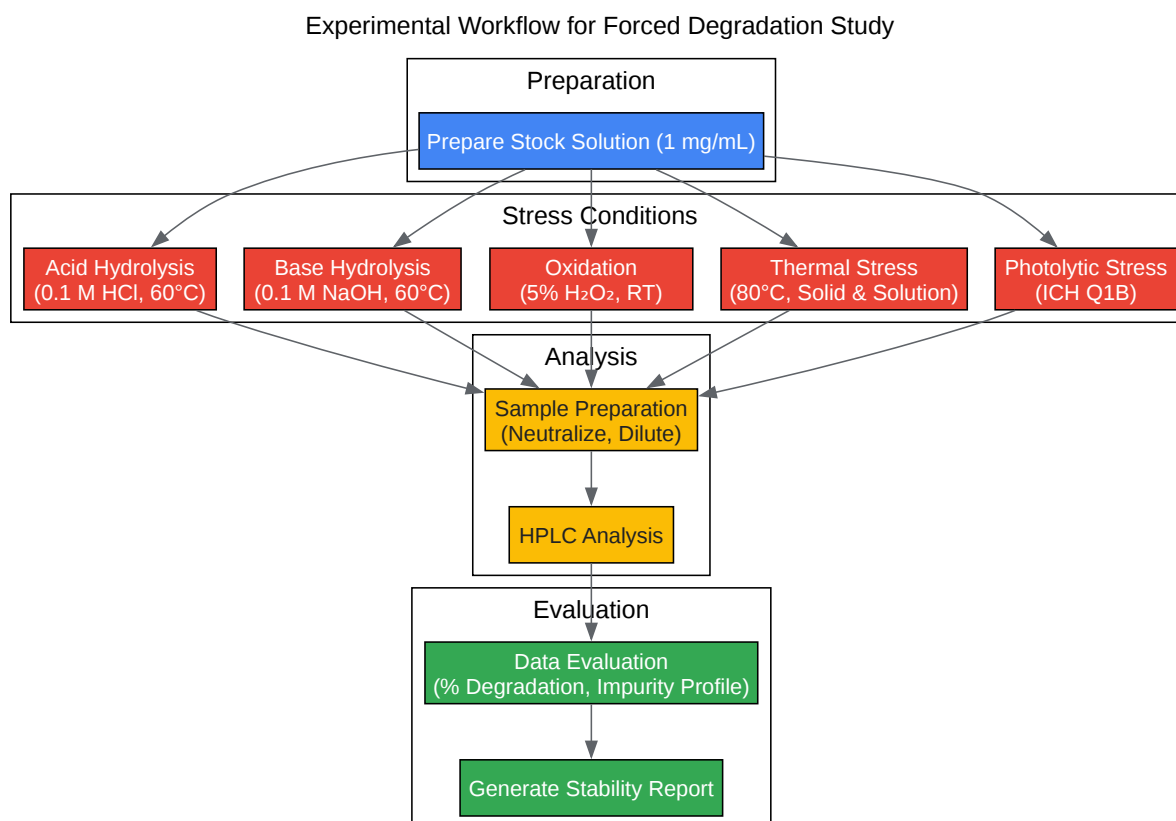 Experimental Workflow for Forced Degradation Study
Preparation
Prepare Stock Solution (1 mg/mL)
Stress Conditions
Acid Hydrolysis
(0.1 M HCl, 60°C)
Base Hydrolysis
(0.1 M NaOH, 60°C)
Oxidation
(5% H₂O₂, RT)
Thermal Stress
(80°C, Solid & Solution)
Photolytic Stress
(ICH Q1B)
Analysis
Sample Preparation
(Neutralize, Dilute)
HPLC Analysis
Evaluation
Data Evaluation
(% Degradation, Impurity Profile)
Generate Stability Report